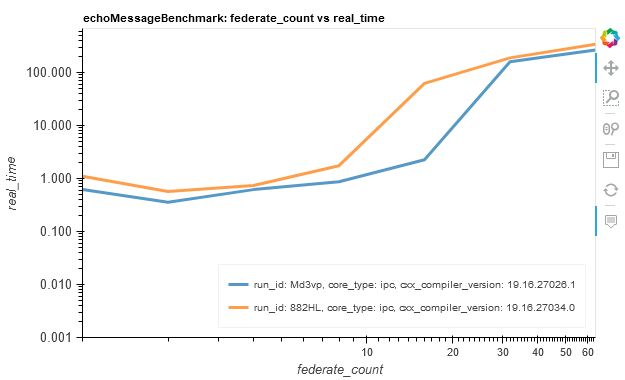 echoMessageBenchmark: federate_count vs real_time
100.000
10.000
1.000
0.100
0.010
0.001
real_time
run_id: Md3vp, core_type: ipc, cxx_compiler_version: 19.16.27026.1
run_id: 882HL, core_type: ipc, cxx_compiler_version: 19.16.27034.0
10 20 30 40 50 60
federate_count